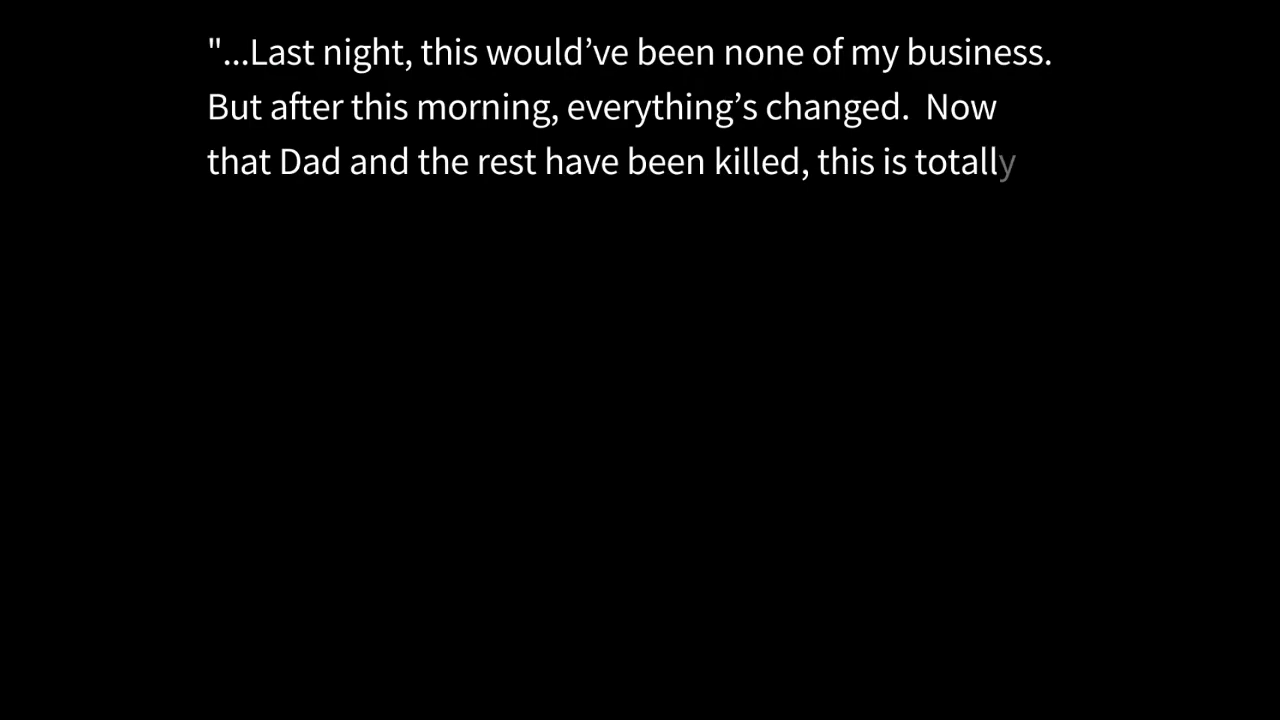 "...Last night, this would’ve been none of my business.
But after this morning, everything’s changed.  Now
that Dad and the rest have been killed, this is totally